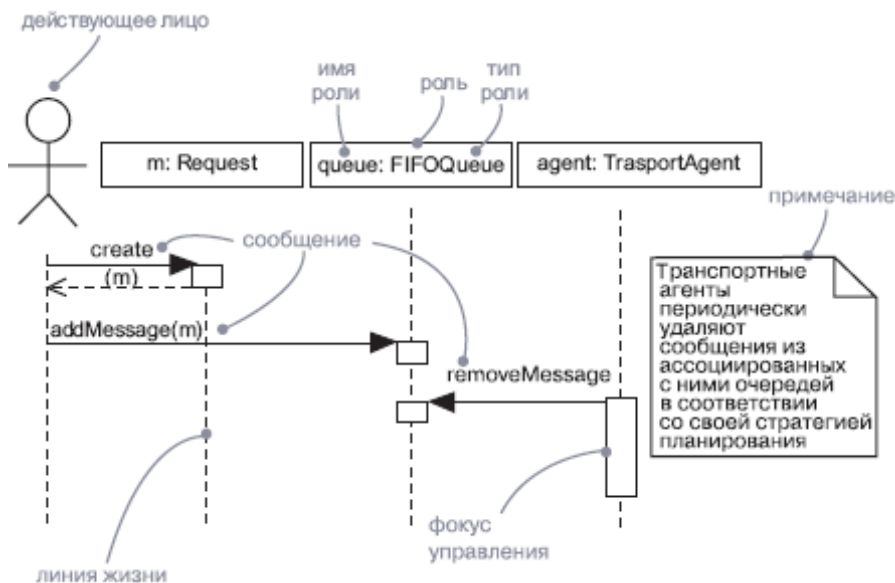 действующее лицо
имя
роли
роль
тип
роли
m: Request
queue: FIFOQueue
agent: TrasportAgent
примечание
create
сообщение
(m)
addMessage(m)
removeMessage
Транспортные
агенты
периодически
удаляют
сообщения из
ассоциированных
с ними очередей
в соответствии
со своей стратегией
планирования
фокус
управления
линия жизни